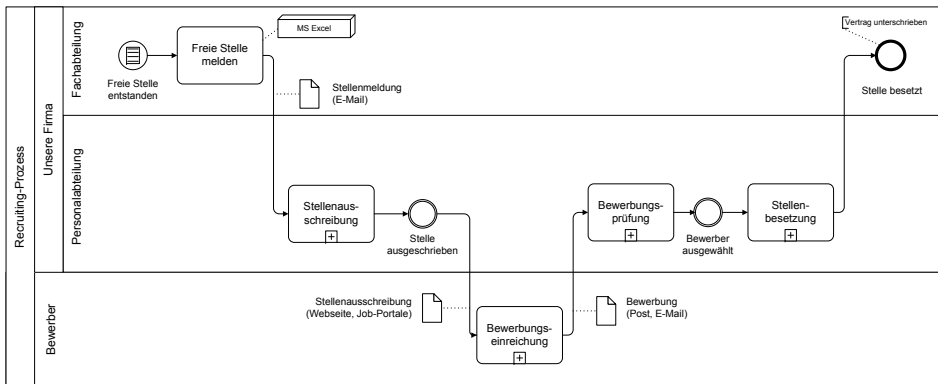 Recruiting-Prozess
Unsere Firma
Fachabteilung
Freie Stelle
entstanden
Freie Stelle
melden
MS Excel
Stellenmeldung
(E-Mail)
Vertrag unterschrieben
Stelle besetzt
Personalabteilung
Stellenaus-
schreibung
Stelle
ausgeschrieben
Bewerbungs-
prüfung
Bewerber
ausgewählt
Stellen-
besetzung
Bewerber
Stellenausschreibung
(Webseite, Job-Portale)
Bewerbungs-
einreichung
Bewerbung
(Post, E-Mail)